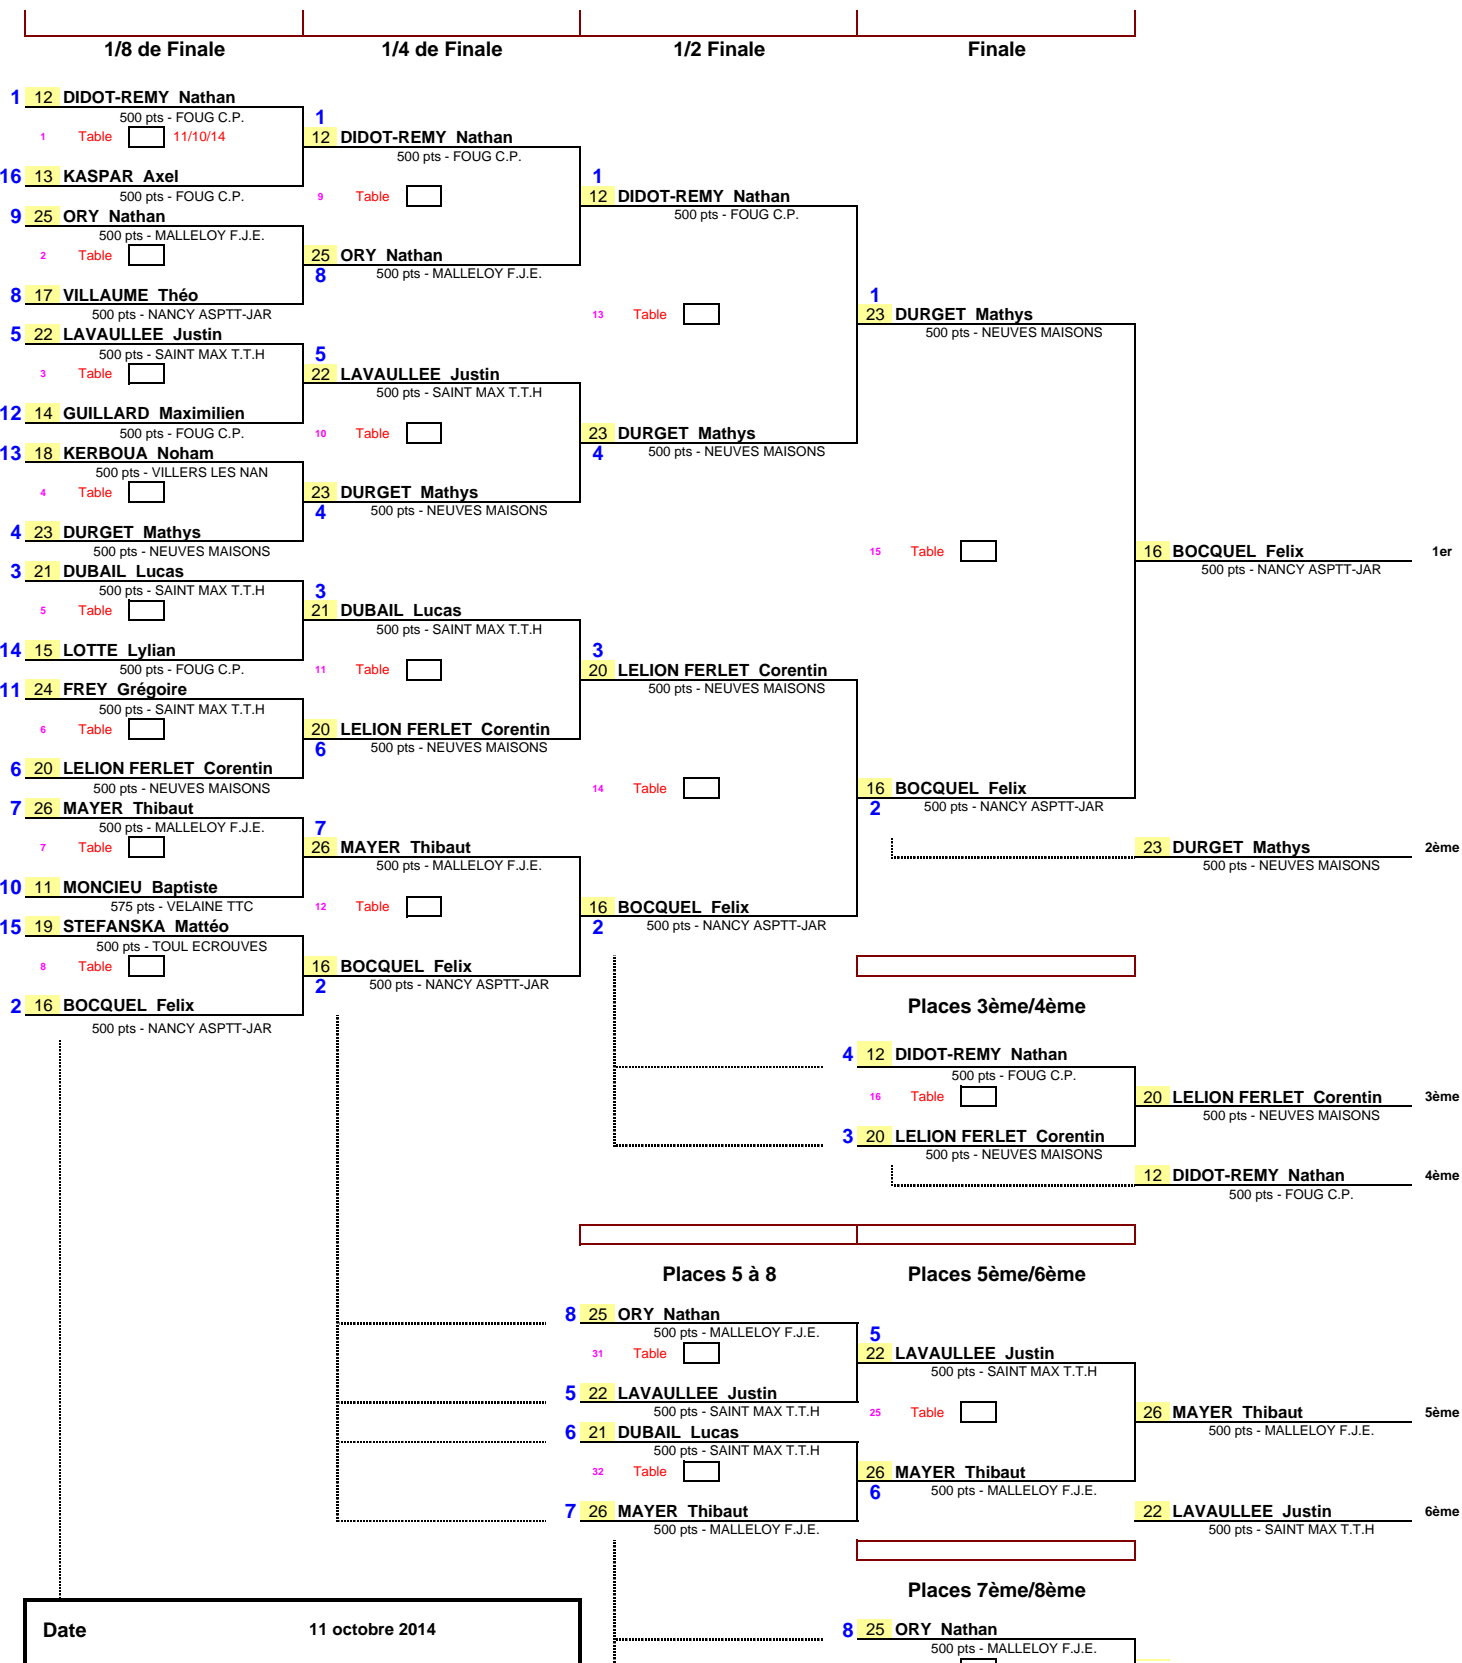 1/8 de Finale 1/4 de Finale 1/2 Finale Finale
1 12 DIDOT-REMY Nathan
500 pts - FOUG C.P.
1 Table 11/10/14
16 13 KASPAR Axel
500 pts - FOUG C.P.
9 25 ORY Nathan
500 pts - MALLELOY F.J.E.
2 Table
8 17 VILLAUME Théo
500 pts - NANCY ASPTT-JAR
5 22 LAVAULLEE Justin
500 pts - SAINT MAX T.T.H
3 Table
12 14 GUILLARD Maximilien
500 pts - FOUG C.P.
13 18 KERBOUA Noham
500 pts - VILLERS LES NAN
4 Table
4 23 DURGET Mathys
500 pts - NEUVES MAISONS
3 21 DUBAIL Lucas
500 pts - SAINT MAX T.T.H
5 Table
14 15 LOTTE Lylian
500 pts - FOUG C.P.
11 24 FREY Grégoire
500 pts - SAINT MAX T.T.H
6 Table
6 20 LELION FERLET Corentin
500 pts - NEUVES MAISONS
7 26 MAYER Thibaut
500 pts - MALLELOY F.J.E.
7 Table
10 11 MONCIEU Baptiste
575 pts - VELAINE TTC
15 19 STEFANSKA Mattéo
500 pts - TOUL ECROUVES
8 Table
2 16 BOCQUEL Felix
500 pts - NANCY ASPTT-JAR
1
12 DIDOT-REMY Nathan
500 pts - FOUG C.P.
9 Table
25 ORY Nathan
8 500 pts - MALLELOY F.J.E.
5
22 LAVAULLEE Justin
500 pts - SAINT MAX T.T.H
10 Table
23 DURGET Mathys
4 500 pts - NEUVES MAISONS
3
21 DUBAIL Lucas
500 pts - SAINT MAX T.T.H
11 Table
20 LELION FERLET Corentin
6 500 pts - NEUVES MAISONS
7
26 MAYER Thibaut
500 pts - MALLELOY F.J.E.
12 Table
16 BOCQUEL Felix
2 500 pts - NANCY ASPTT-JAR
1
12 DIDOT-REMY Nathan
500 pts - FOUG C.P.
13 Table
23 DURGET Mathys
4 500 pts - NEUVES MAISONS
3
20 LELION FERLET Corentin
500 pts - NEUVES MAISONS
14 Table
16 BOCQUEL Felix
2 500 pts - NANCY ASPTT-JAR
1
23 DURGET Mathys
500 pts - NEUVES MAISONS
15 Table
16 BOCQUEL Felix
2 500 pts - NANCY ASPTT-JAR
16 BOCQUEL Felix 1er
500 pts - NANCY ASPTT-JAR
23 DURGET Mathys 2ème
500 pts - NEUVES MAISONS
Places 3ème/4ème
4 12 DIDOT-REMY Nathan
500 pts - FOUG C.P.
16 Table
3 20 LELION FERLET Corentin
500 pts - NEUVES MAISONS
20 LELION FERLET Corentin 3ème
500 pts - NEUVES MAISONS
12 DIDOT-REMY Nathan 4ème
500 pts - FOUG C.P.
Places 5 à 8 Places 5ème/6ème
8 25 ORY Nathan
500 pts - MALLELOY F.J.E.
31 Table
5 22 LAVAULLEE Justin
500 pts - SAINT MAX T.T.H
6 21 DUBAIL Lucas
500 pts - SAINT MAX T.T.H
32 Table
7 26 MAYER Thibaut
500 pts - MALLELOY F.J.E.
5
22 LAVAULLEE Justin
500 pts - SAINT MAX T.T.H
25 Table
26 MAYER Thibaut
6 500 pts - MALLELOY F.J.E.
26 MAYER Thibaut 5ème
500 pts - MALLELOY F.J.E.
22 LAVAULLEE Justin 6ème
500 pts - SAINT MAX T.T.H
Places 7ème/8ème
8 25 ORY Nathan
500 pts - MALLELOY F.J.E.
Date 11 octobre 2014